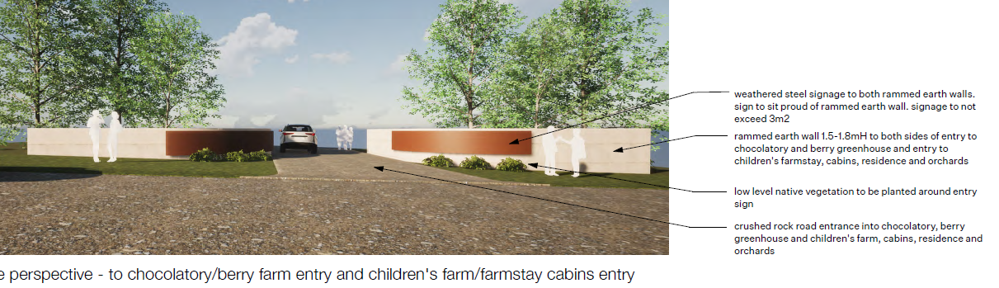 weathered steel signage to both rammed earth walls.
sign to sit proud of rammed earth wall. signage to not
exceed 3m2
rammed earth wall 1.5-1.8mH to both sides of entry to
chocolatory and berry greenhouse and entry to
children's farmstay, cabins, residence and orchards
low level native vegetation to be planted around entry
sign
crushed rock road entrance into chocolatory, berry
greenhouse and children's farm, cabins, residence and
orchards
perspective - to chocolatory/berry farm entry and children's farm/farmstay cabins entry